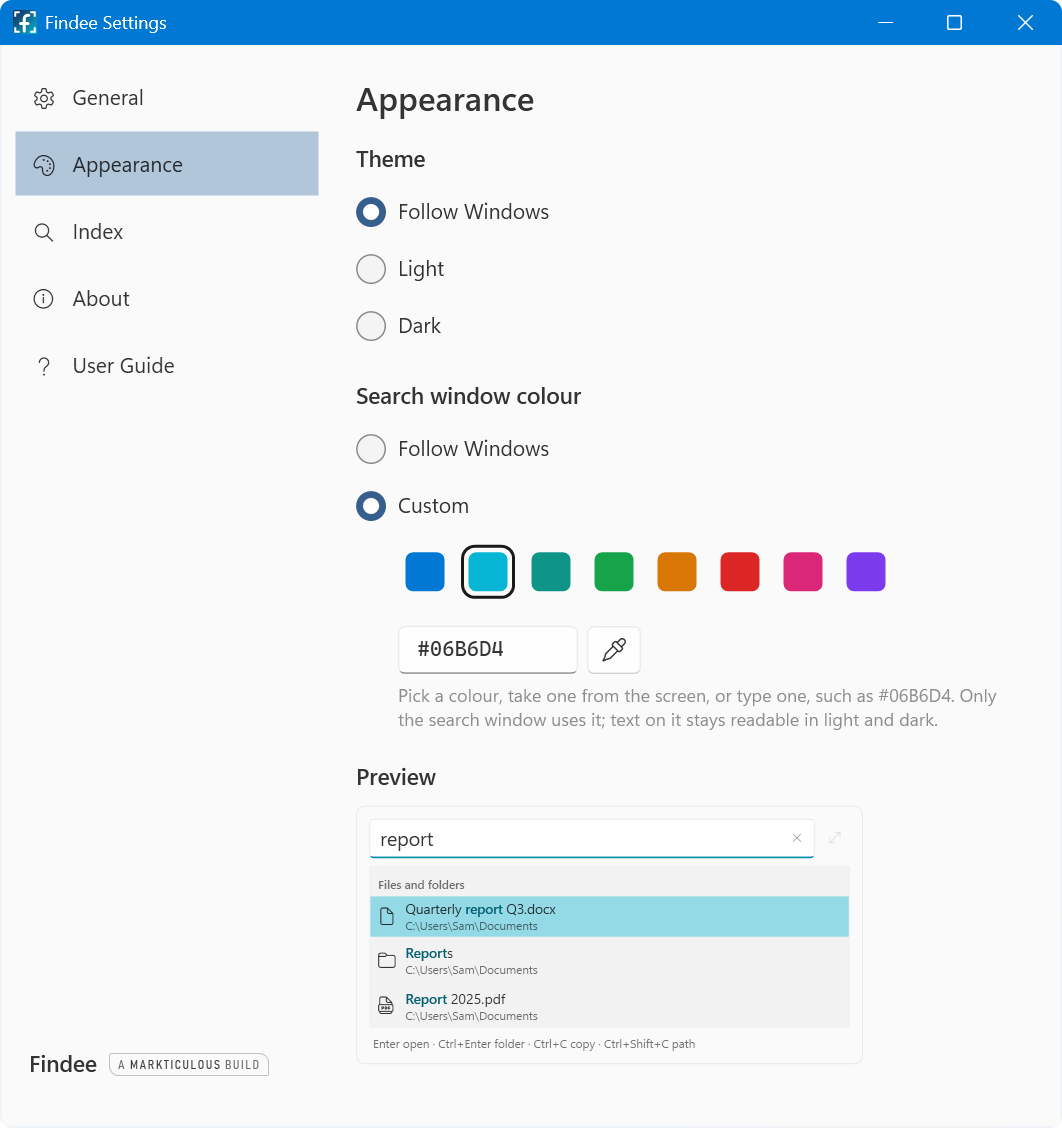 Findee Settings
General
Appearance
Index
About
User Guide
Appearance
Theme
Follow Windows
Light
Dark
Search window colour
Follow Windows
Custom
#06B6D4
Pick a colour, take one from the screen, or type one, such as #06B6D4. Only
the search window uses it; text on it stays readable in light and dark.
Preview
report
Files and folders
Quarterly report Q3.docx
C:\Users\Sam\Documents
Reports
C:\Users\Sam\Documents
PDF
Report 2025.pdf
C:\Users\Sam\Documents
Enter open · Ctrl+Enter folder · Ctrl+C copy · Ctrl+Shift+C path
Findee
A MARKTICULOUS BUILD